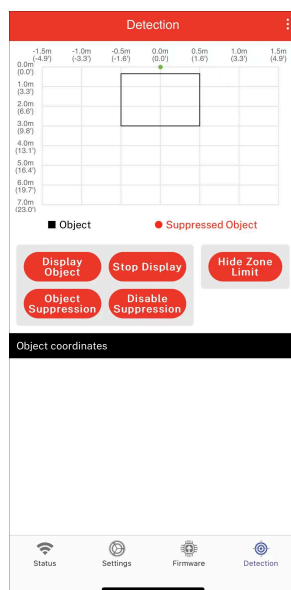 Detection
-1.5m -1.0m -0.5m 0.0m 0.5m 1.0m 1.5m
(-4.9') (-3.3') (-1.6') (0.0') (1.6') (3.3') (4.9')
0.0m
(0.0')
1.0m
(3.3')
2.0m
(6.6')
3.0m
(9.8')
4.0m
(13.1')
5.0m
(16.4')
6.0m
(19.7')
7.0m
(23.0')
Object Suppressed Object
Display
Object
Stop Display
Hide Zone
Limit
Object
Suppression
Disable
Suppression
Object coordinates
Status Settings Firmware Detection